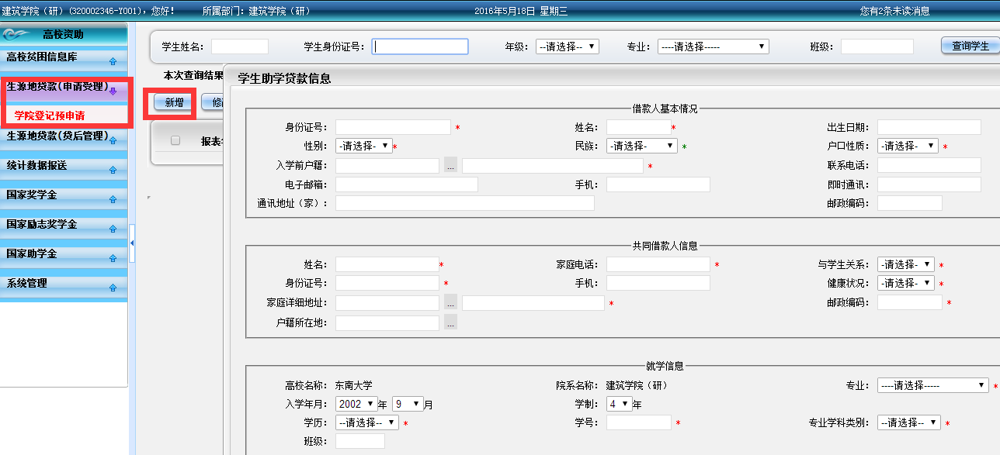 建筑学院（研）(320002346-Y001)，您好！ 所属部门：建筑学院（研） 2016年5月18日 星期三 您有2条未读消息
高校资助
高校贫困信息库
生源地贷款(申请受理)
学院登记预申请
生源地贷款(贷后管理)
统计数据报送
国家奖学金
国家励志奖学金
国家助学金
系统管理
学生姓名： 学生身份证号： 年级： --请选择-- 专业： ----请选择----- 班级： 查询学生
本次查询结果
新增
报表
学生助学贷款信息
借款人基本情况
身份证号： * 姓名： * 出生日期：
性别： -请选择- * 民族： -请选择- * 户口性质： -请选择- *
入学前户籍： ... * 联系电话：
电子邮箱： 手机： 即时通讯：
通讯地址（家）： 邮政编码：
共同借款人信息
姓名： * 家庭电话： * 与学生关系： -请选择- *
身份证号： * 手机： 健康状况： -请选择- *
家庭详细地址： ... * 邮政编码： *
户籍所在地： ...
就学信息
高校名称： 东南大学 院系名称： 建筑学院（研） 专业： ----请选择----- *
入学年月： 2002 年 9 月 学制： 4 年
学历： --请选择-- * 学号： * 专业学科类别： --请选择-- *
班级：